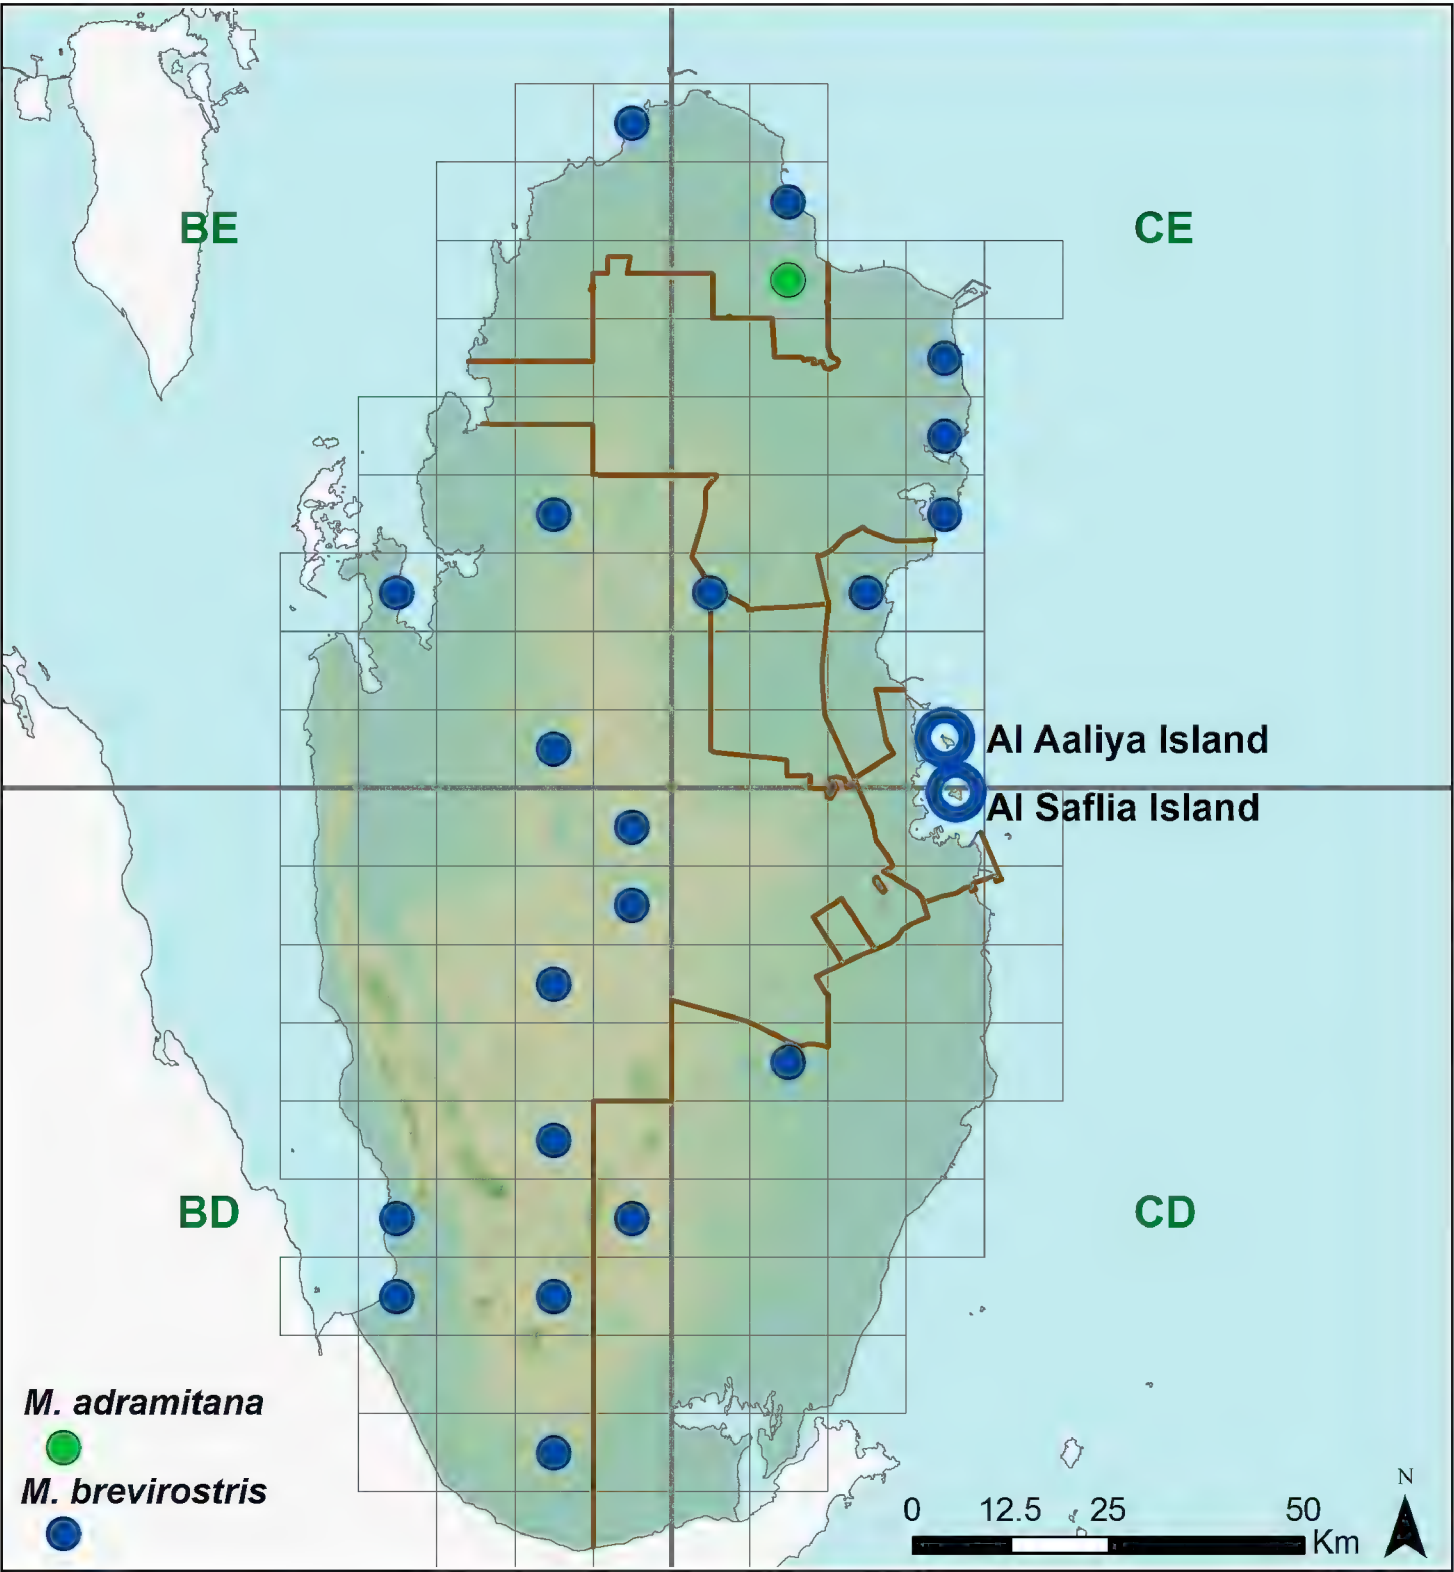 BE
CE
Al Aaliya Island
Al Saflia Island
BD
CD
M. adramitana
M. brevirostris
N
0 12.5 25 50
Km